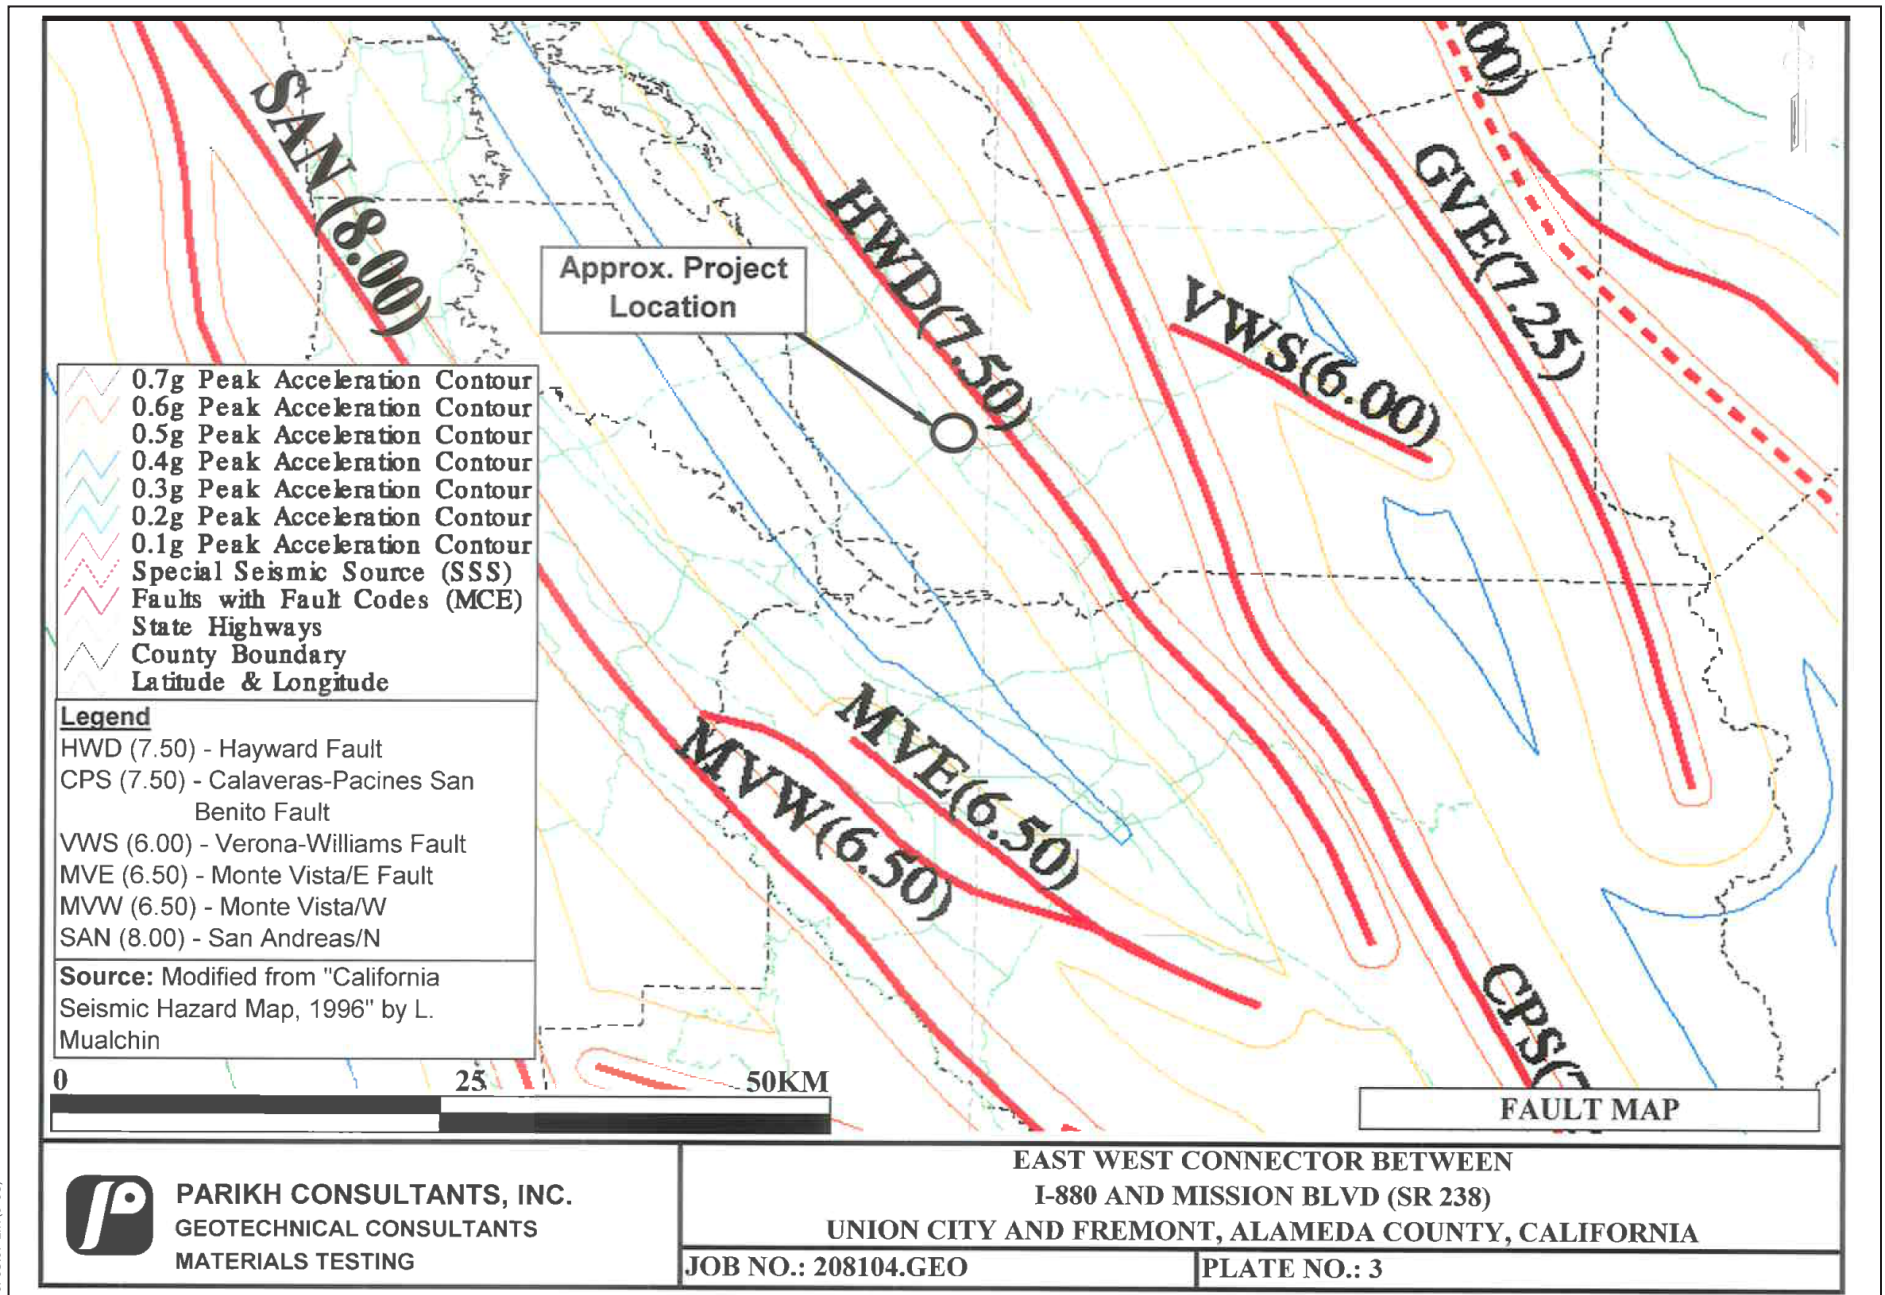 SAN(8.00)
HWD(7.50)
VWS(6.00)
GVE(7.25)
00)
Approx. Project
Location
MVE(6.50)
MVW(6.50)
CPS(7
0.7g Peak Acceleration Contour
0.6g Peak Acceleration Contour
0.5g Peak Acceleration Contour
0.4g Peak Acceleration Contour
0.3g Peak Acceleration Contour
0.2g Peak Acceleration Contour
0.1g Peak Acceleration Contour
Special Seismic Source (SSS)
Faults with Fault Codes (MCE)
State Highways
County Boundary
Latitude & Longitude
Legend
HWD (7.50) - Hayward Fault
CPS (7.50) - Calaveras-Pacines San
Benito Fault
VWS (6.00) - Verona-Williams Fault
MVE (6.50) - Monte Vista/E Fault
MVW (6.50) - Monte Vista/W
SAN (8.00) - San Andreas/N
Source: Modified from "California
Seismic Hazard Map, 1996" by L.
Mualchin
0 25 50KM
FAULT MAP
PARIKH CONSULTANTS, INC.
GEOTECHNICAL CONSULTANTS
MATERIALS TESTING
EAST WEST CONNECTOR BETWEEN
I-880 AND MISSION BLVD (SR 238)
UNION CITY AND FREMONT, ALAMEDA COUNTY, CALIFORNIA
JOB NO.: 208104.GEO
PLATE NO.: 3